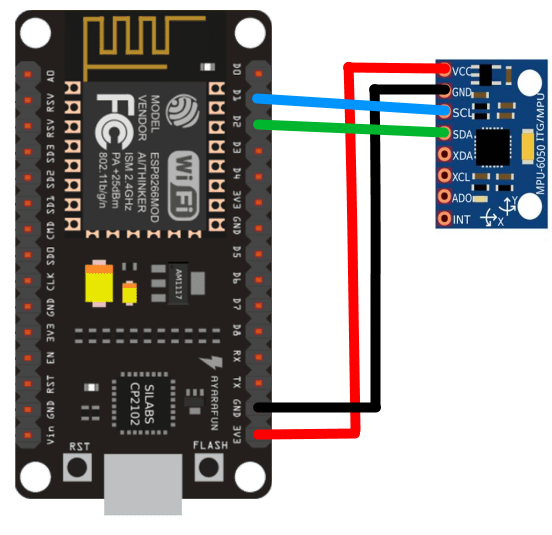 A0
RSV
RSV
SD3
SD2
SD1
CMD
SD0
CLK
GND
3V3
EN
RST
GND
Vin
D0
D1
D2
D3
D4
3V3
GND
D5
D6
D7
D8
RX
TX
GND
3V3
MODEL
VENDOR
ESP8266MOD
AI/THINKER
ISM 2.4GHz
PA +25dBm
802.11b/g/n
FC
Wi Fi
AM1117
SILABS
CP2102
AYARAFUN
RST
FLASH
VCC
GND
SCL
SDA
XDA
XCL
ADO
INT
MPU-6050
ITG/MPU
Y
X